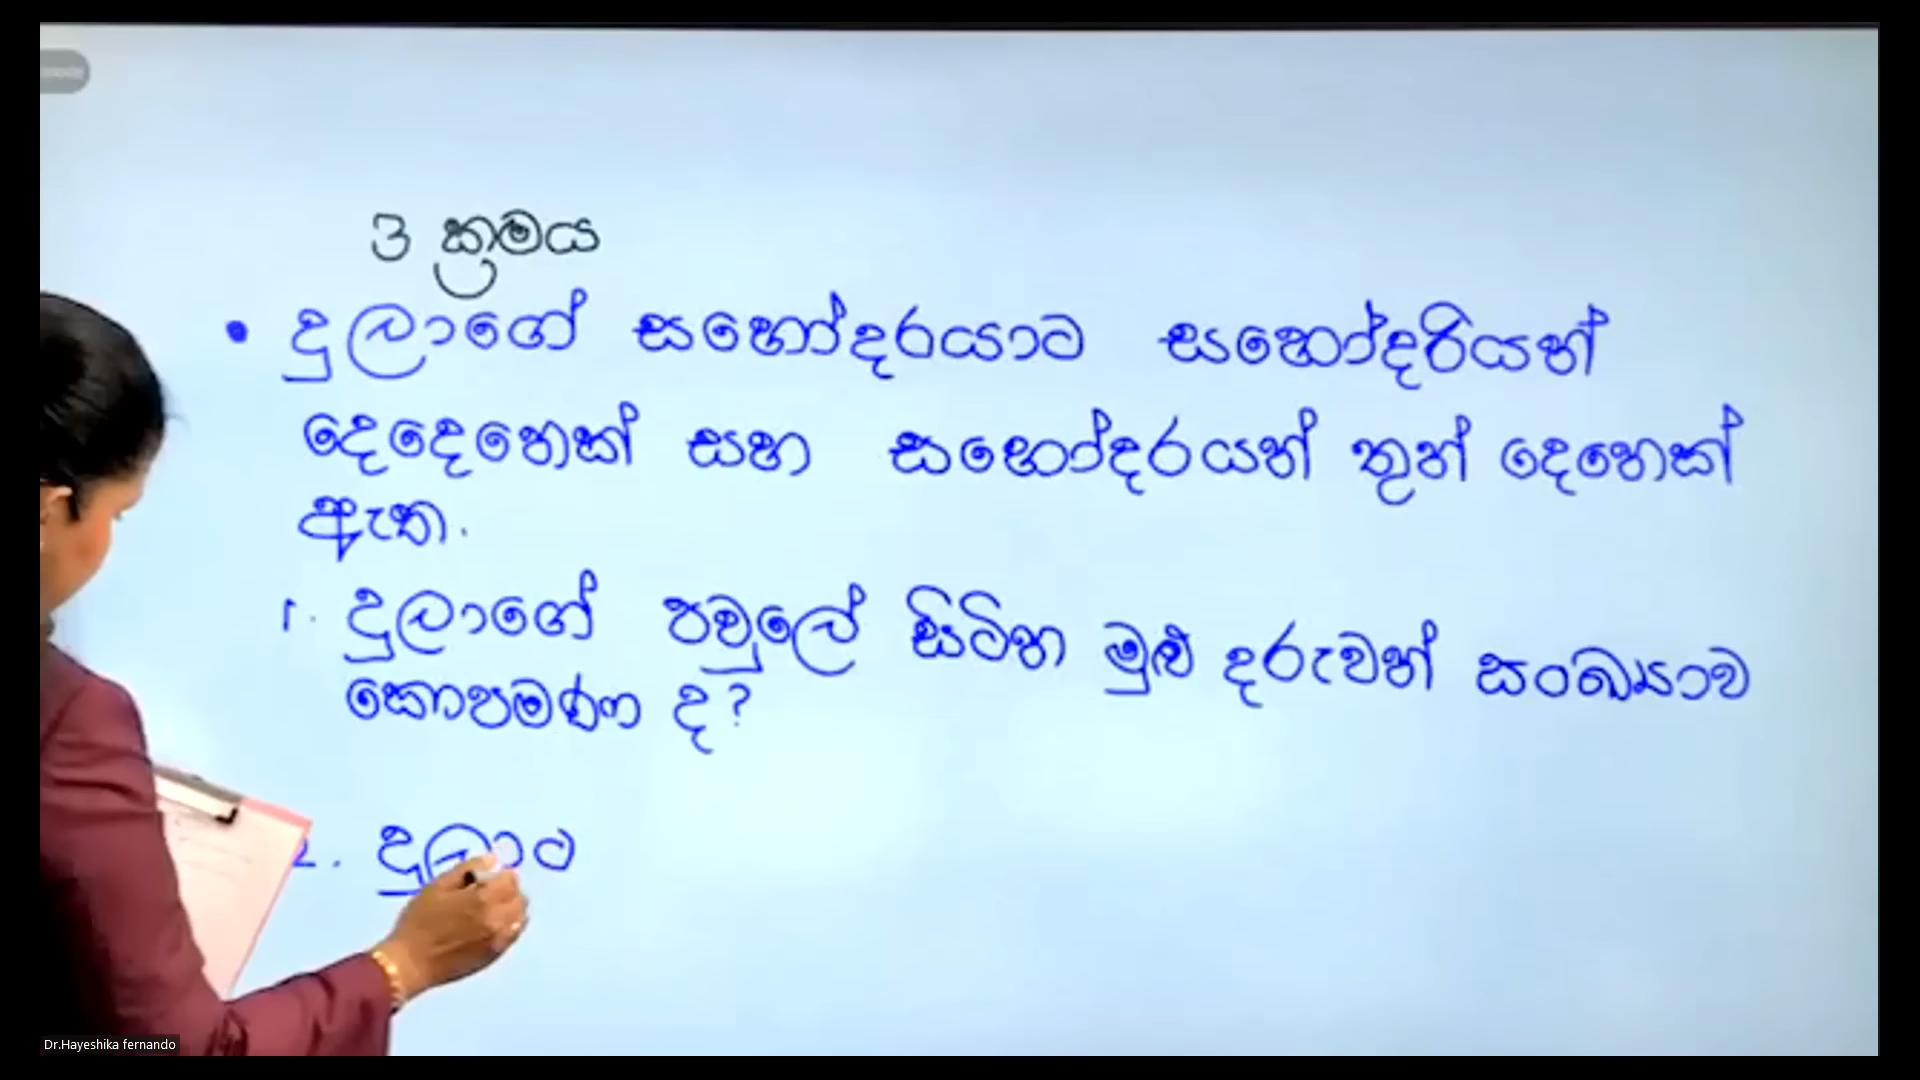 3 ක්‍රමය
• දුලාගේ සහෝදරයාට සහෝදරියන්
දෙදෙනෙක් සහ සහෝදරයන් තුන් දෙනෙක්
ඇත.
1. දුලාගේ පවුලේ සිටින මුළු දරුවන් සංඛ්‍යාව
කොපමණ ද?
2. දුලාට
Dr.Hayeshika fernando